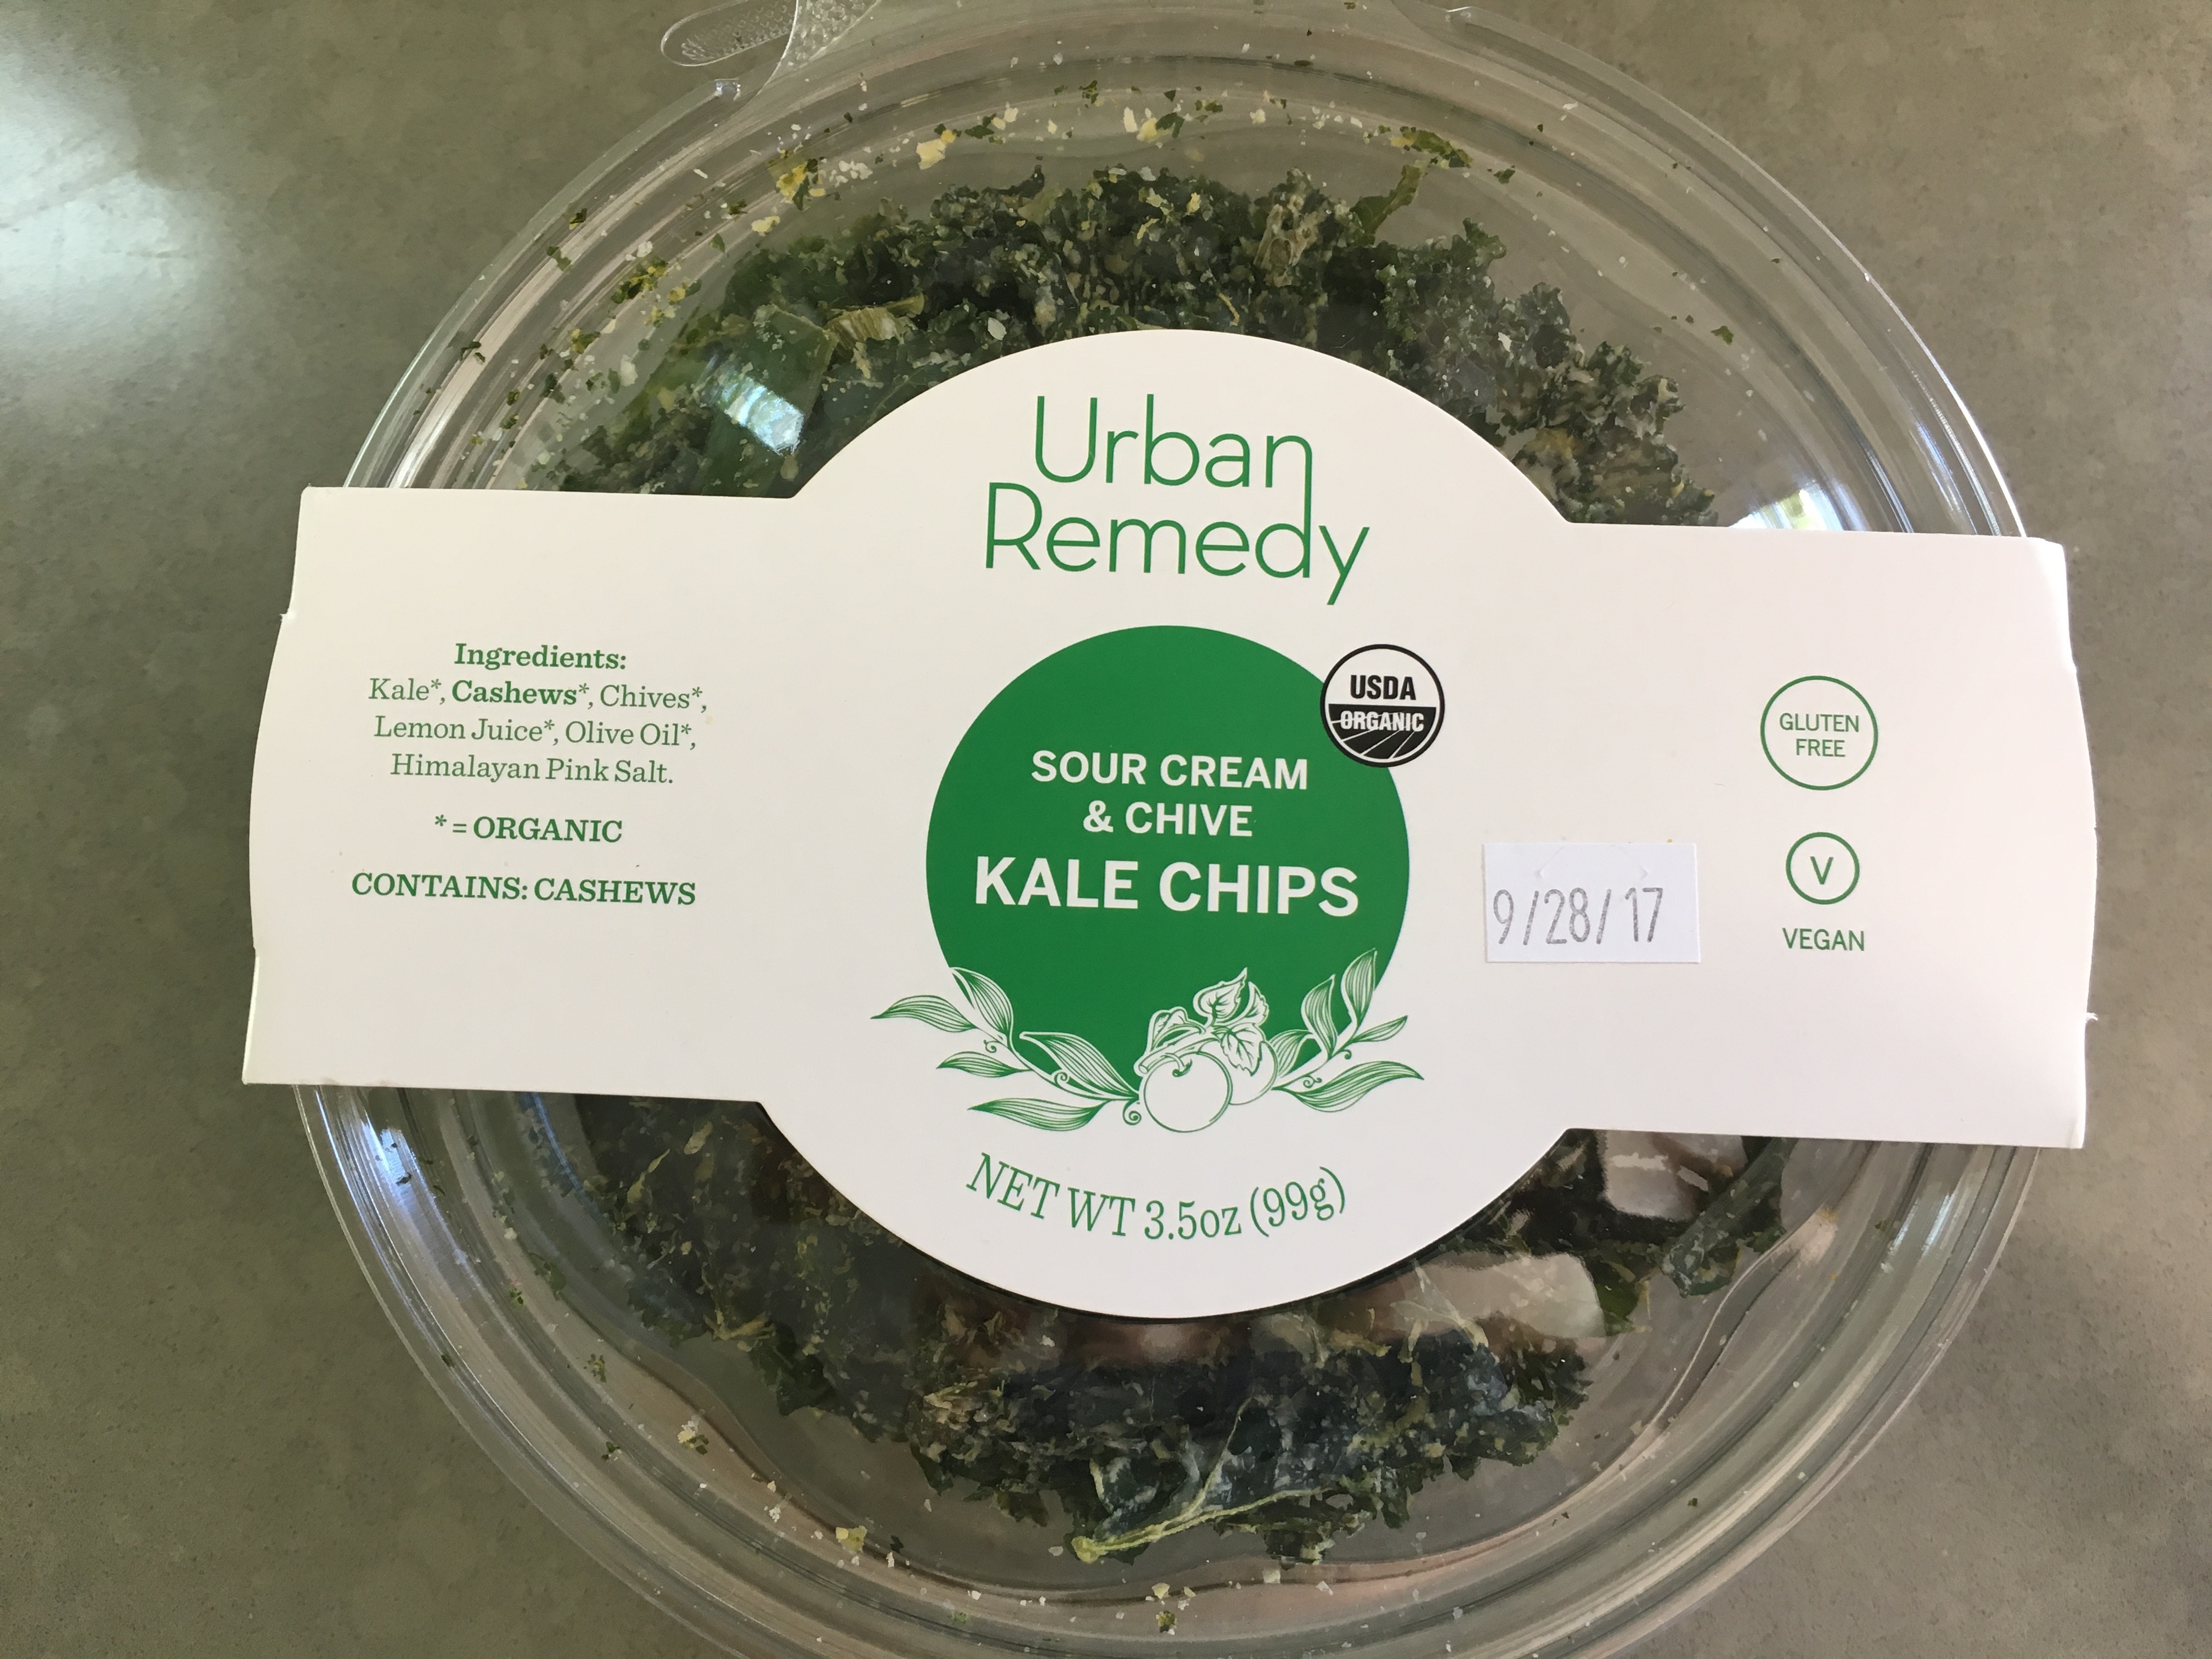 Urban
Remedy
Ingredients:
Kale*, Cashews*, Chives*,
Lemon Juice*, Olive Oil*,
Himalayan Pink Salt.
* = ORGANIC
CONTAINS: CASHEWS
USDA
ORGANIC
SOUR CREAM
& CHIVE
KALE CHIPS
NET WT 3.5oz (99g)
9/28/17
GLUTEN
FREE
V
VEGAN